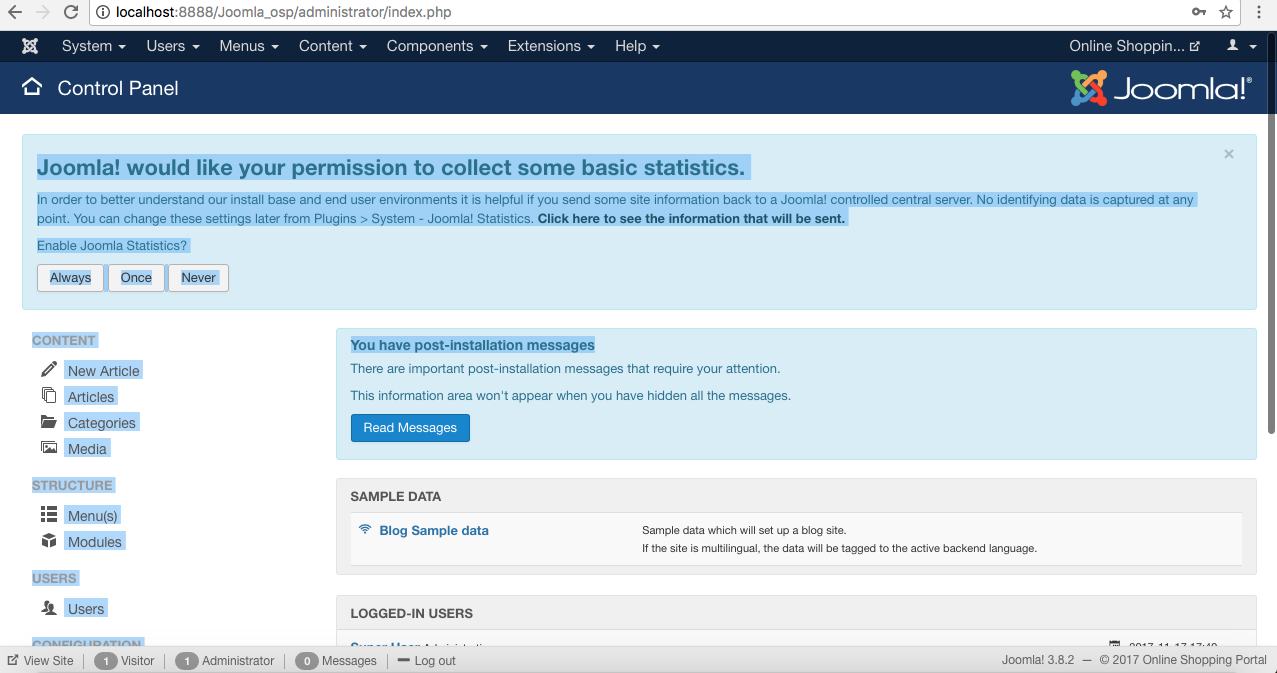 localhost:8888/Joomla_osp/administrator/index.php
System Users Menus Content Components Extensions Help Online Shoppin...
Control Panel Joomla!®
Joomla! would like your permission to collect some basic statistics. ×
In order to better understand our install base and end user environments it is helpful if you send some site information back to a Joomla! controlled central server. No identifying data is captured at any
point. You can change these settings later from Plugins > System - Joomla! Statistics. Click here to see the information that will be sent.
Enable Joomla Statistics?
Always Once Never
CONTENT
New Article
Articles
Categories
Media
STRUCTURE
Menu(s)
Modules
USERS
Users
CONFIGURATION
You have post-installation messages
There are important post-installation messages that require your attention.
This information area won't appear when you have hidden all the messages.
Read Messages
SAMPLE DATA
Blog Sample data
Sample data which will set up a blog site.
If the site is multilingual, the data will be tagged to the active backend language.
LOGGED-IN USERS
Super User Administration 2017-11-17 17:40
View Site 1 Visitor 1 Administrator 0 Messages Log out Joomla! 3.8.2 — © 2017 Online Shopping Portal